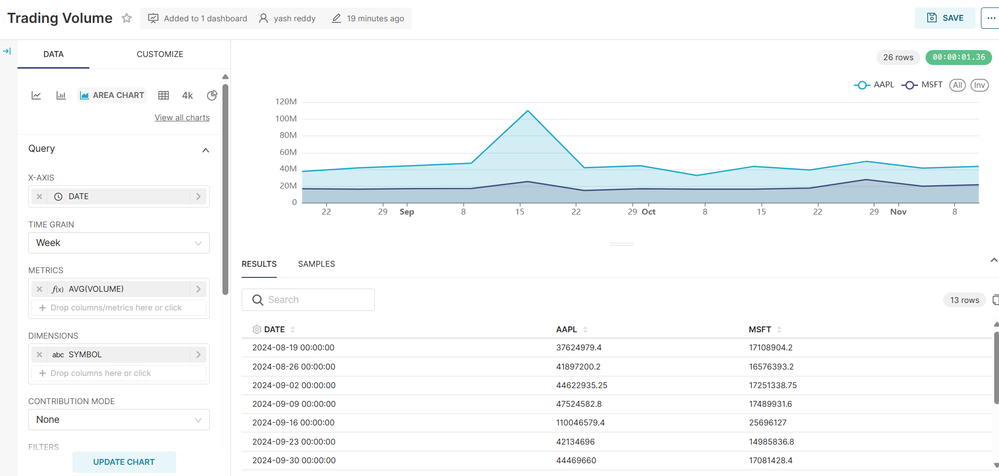 Trading Volume
Added to 1 dashboard
yash reddy
19 minutes ago
SAVE
DATA
CUSTOMIZE
AREA CHART
4k
View all charts
Query
X-AXIS
DATE
TIME GRAIN
Week
METRICS
f(x) AVG(VOLUME)
Drop columns/metrics here or click
DIMENSIONS
abc SYMBOL
Drop columns here or click
CONTRIBUTION MODE
None
FILTERS
UPDATE CHART
26 rows
00:00:01.36
AAPL
MSFT
All
Inv
120M
100M
80M
60M
40M
20M
0
22 29 Sep 8 15 22 29 Oct 8 15 22 29 Nov 8
RESULTS
SAMPLES
Search
13 rows
DATE AAPL MSFT
2024-08-19 00:00:00 37624979.4 17108904.2
2024-08-26 00:00:00 41897200.2 16576393.2
2024-09-02 00:00:00 44622935.25 17251338.75
2024-09-09 00:00:00 47524582.8 17489931.6
2024-09-16 00:00:00 110046579.4 25696127
2024-09-23 00:00:00 42134696 14985836.8
2024-09-30 00:00:00 44469660 17081428.4